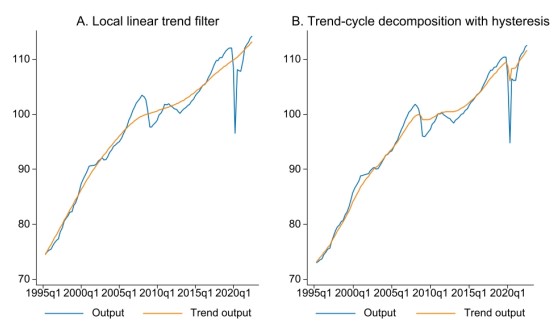 A. Local linear trend filter
110
100
90
80
70
1995q1 2000q1 2005q1 2010q1 2015q1 2020q1
Output Trend output
B. Trend-cycle decomposition with hysteresis
110
100
90
80
70
1995q1 2000q1 2005q1 2010q1 2015q1 2020q1
Output Trend output